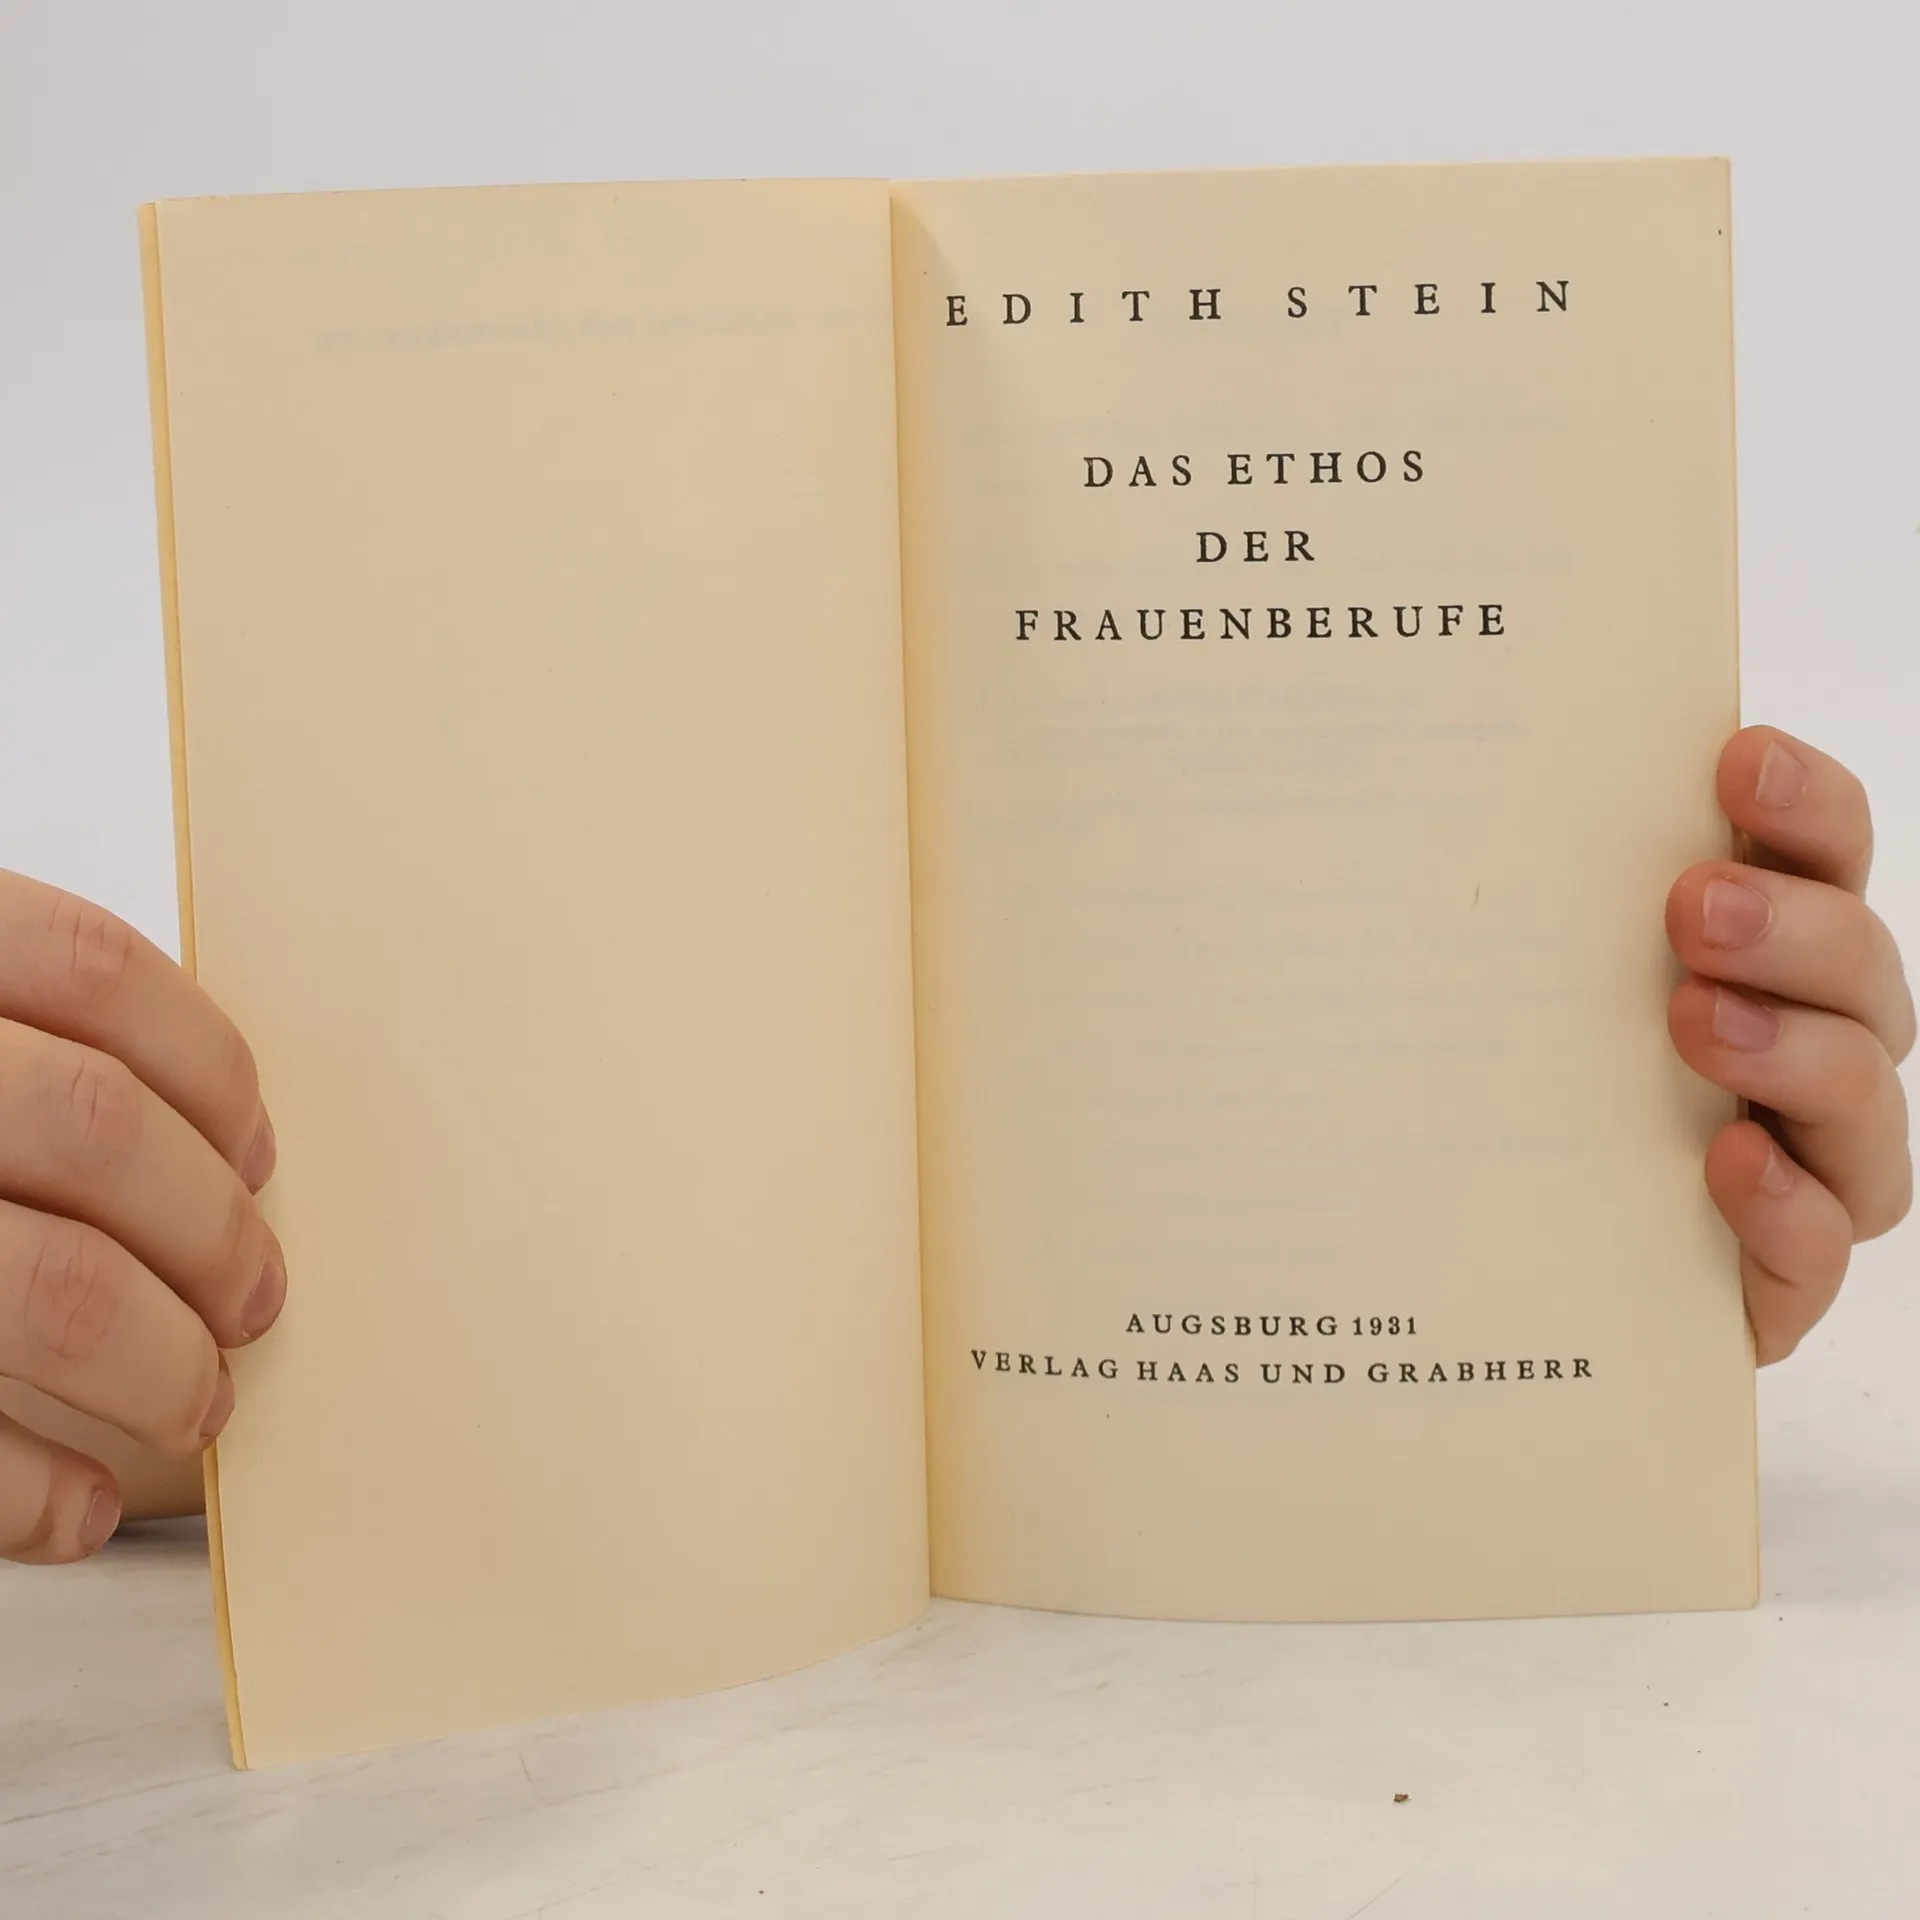 EDITH STEIN
DAS ETHOS
DER
FRAUENBERUFE
AUGSBURG 1931
VERLAG HAAS UND GRABHERR